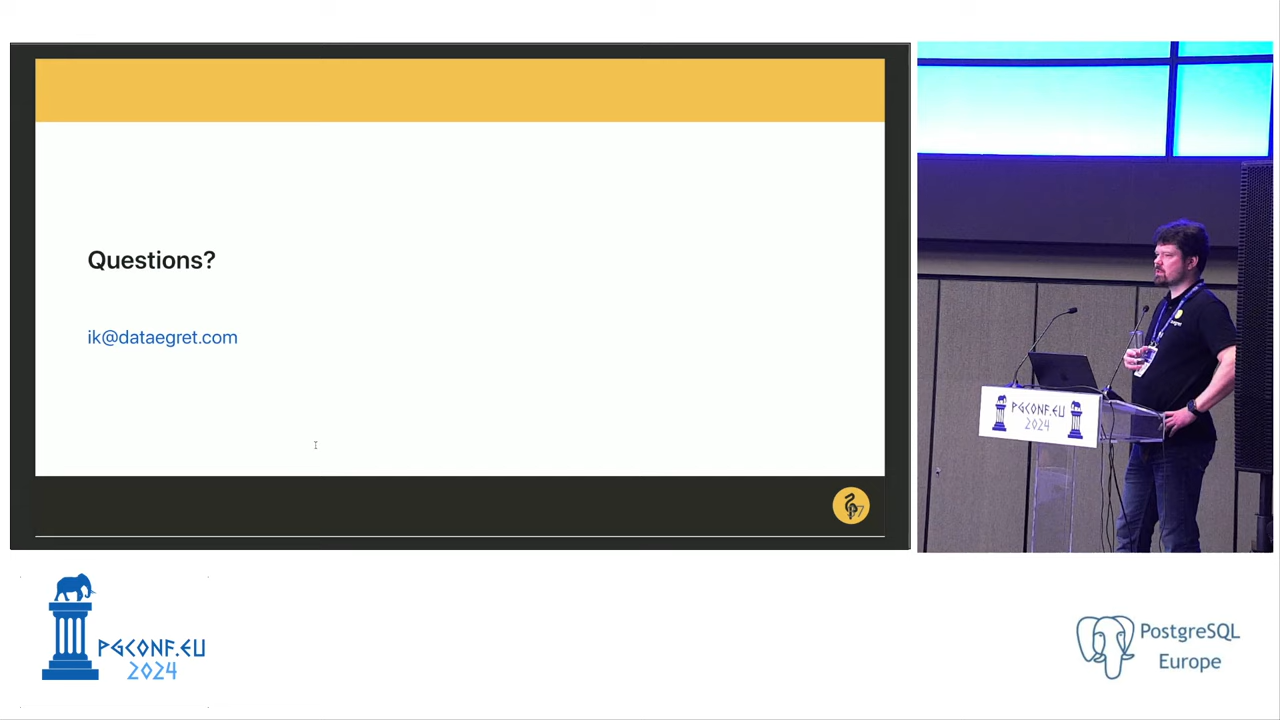 Questions?
ik@dataegret.com
PGCONF.EU
2024
PGCONF.EU
2024
PostgreSQL
Europe